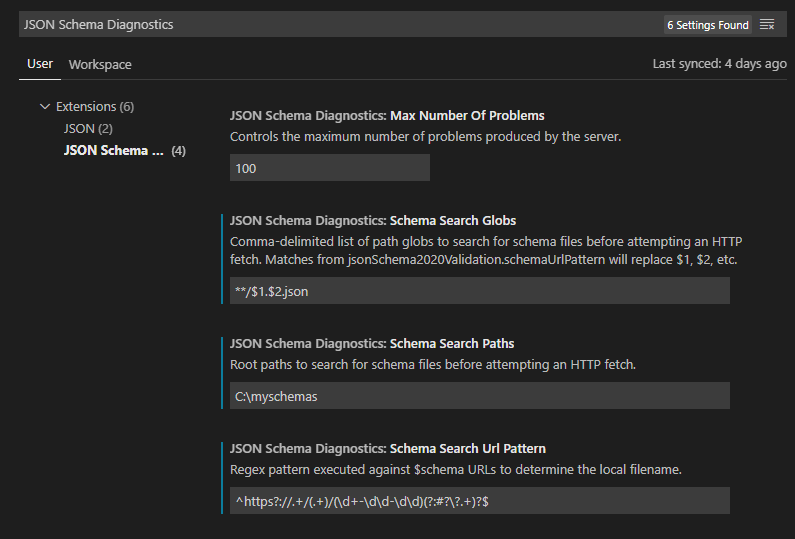 JSON Schema Diagnostics
6 Settings Found
User
Workspace
Last synced: 4 days ago
Extensions (6)
JSON (2)
JSON Schema ... (4)
JSON Schema Diagnostics: Max Number Of Problems
Controls the maximum number of problems produced by the server.
100
JSON Schema Diagnostics: Schema Search Globs
Comma-delimited list of path globs to search for schema files before attempting an HTTP
fetch. Matches from jsonSchema2020Validation.schemaUrlPattern will replace $1, $2, etc.
**/$1.$2.json
JSON Schema Diagnostics: Schema Search Paths
Root paths to search for schema files before attempting an HTTP fetch.
C:\myschemas
JSON Schema Diagnostics: Schema Search Url Pattern
Regex pattern executed against $schema URLs to determine the local filename.
^https?://.+/(.+)/(\d+-\d\d-\d\d)(?:#?\?.+)?$